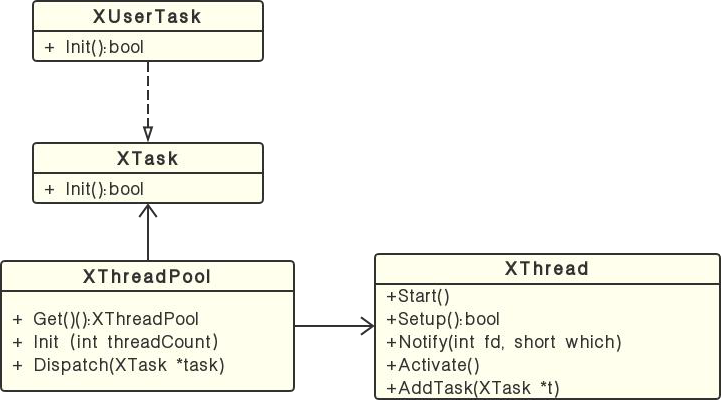 XUserTask
+ Init():bool
XTask
+ Init():bool
XThreadPool
+ Get()():XThreadPool
+ Init (int threadCount)
+ Dispatch(XTask *task)
XThread
+Start()
+Setup():bool
+Notify(int fd, short which)
+Activate()
+AddTask(XTask *t)